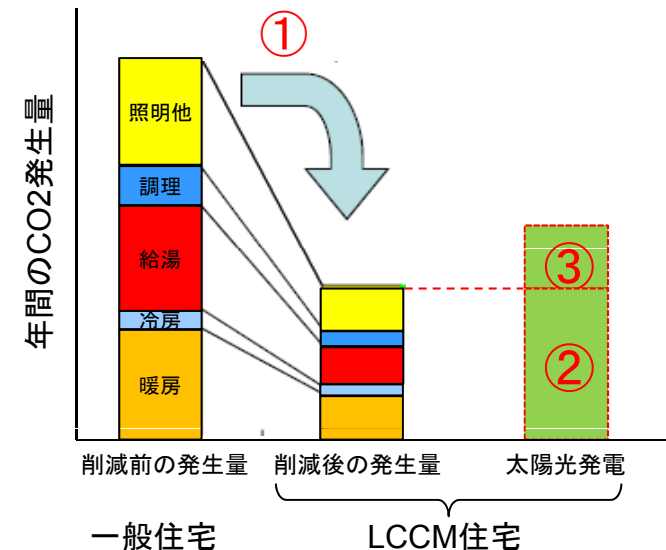 ①
年間のCO2発生量
照明他
調理
給湯
冷房
暖房
③
②
削減前の発生量
削減後の発生量
太陽光発電
一般住宅
LCCM住宅